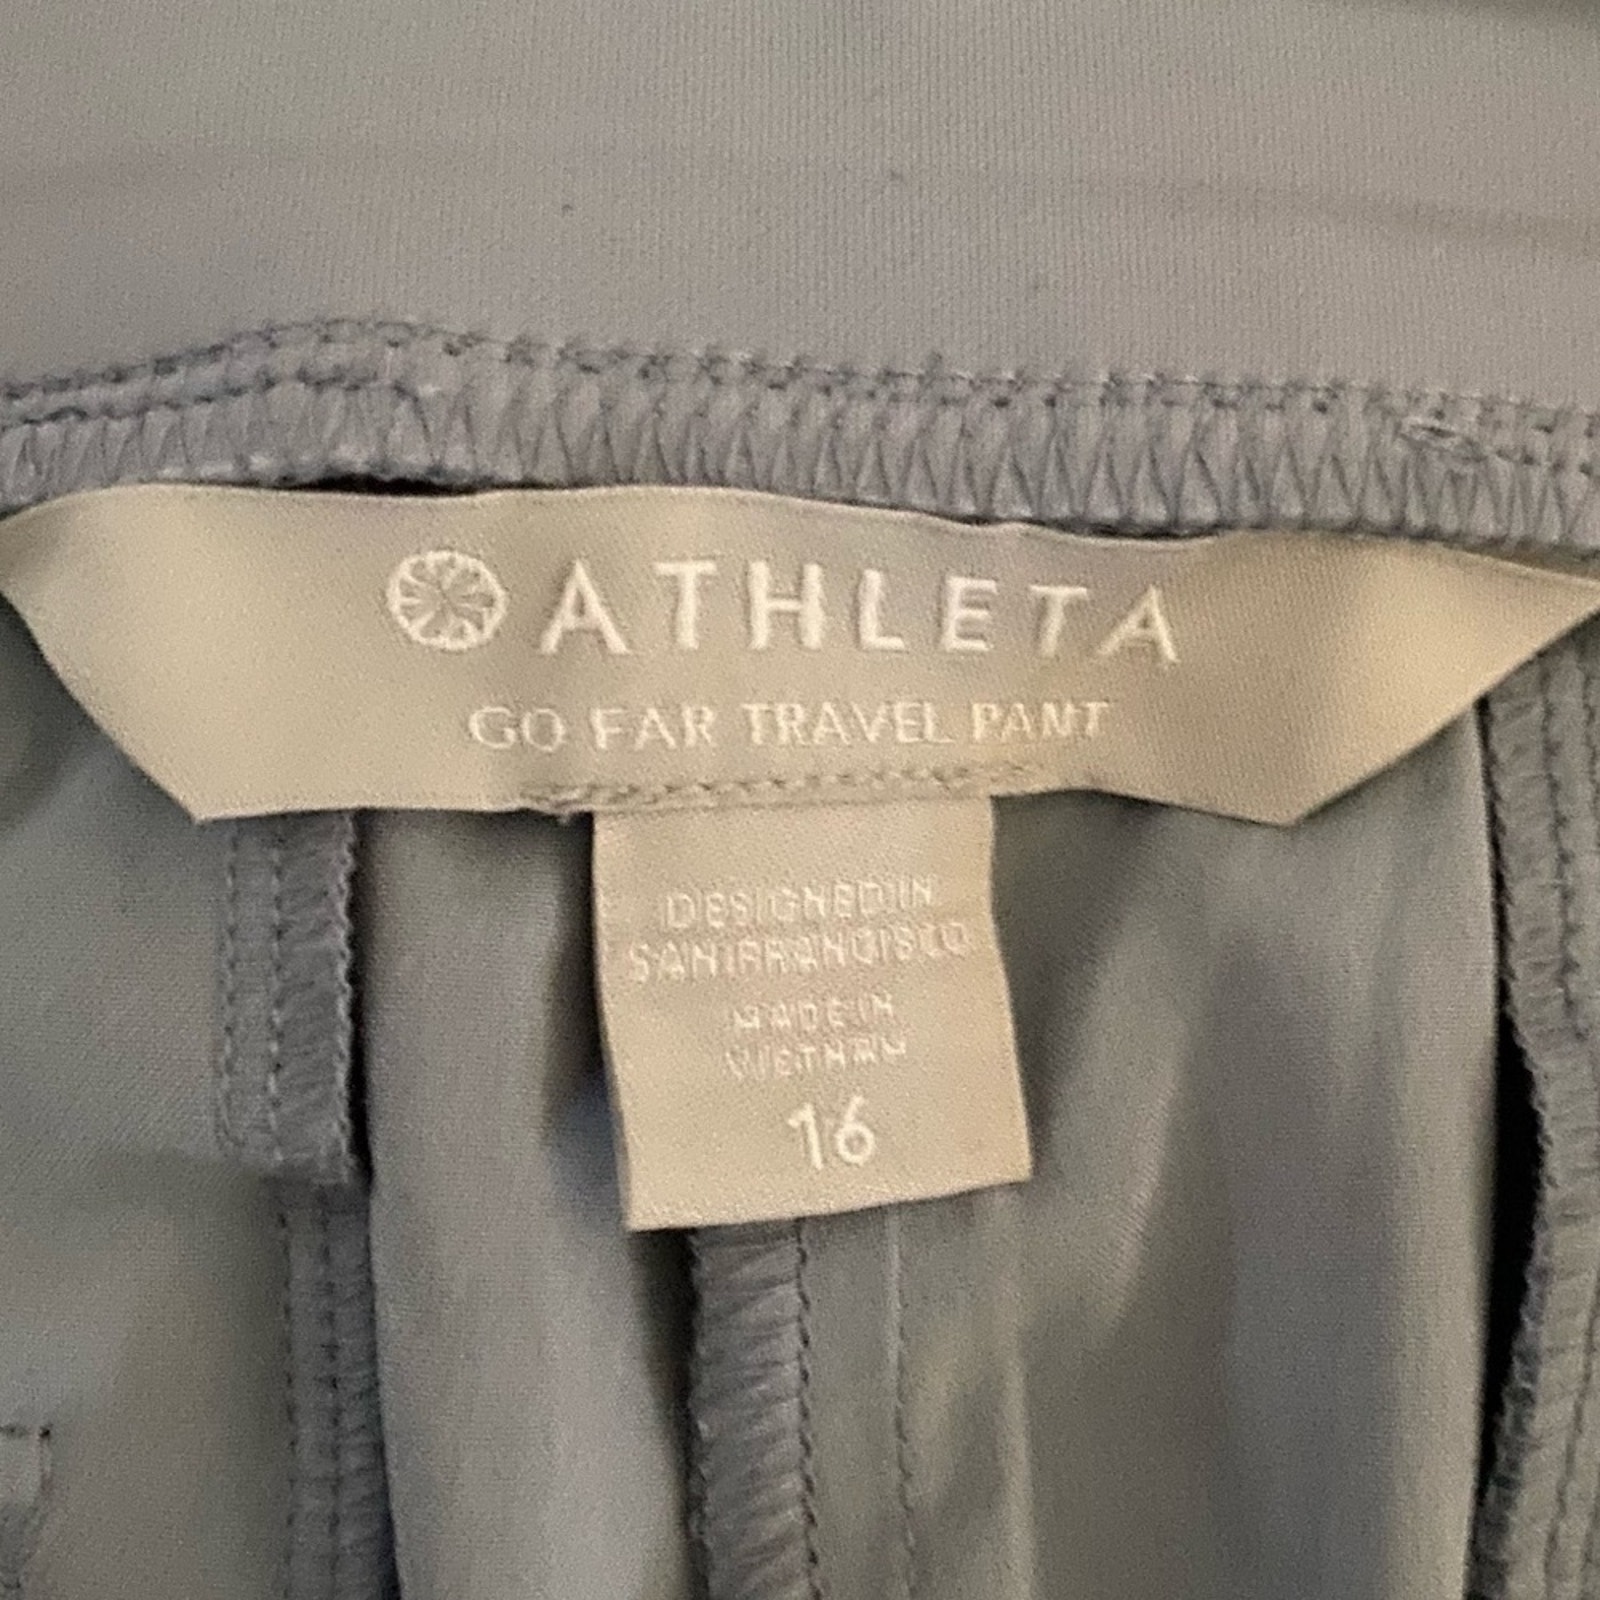 ATHLETA
GO FAR TRAVEL PANT
DESIGNED IN
SAN FRANCISCO
MADE IN
VIETNAM
16